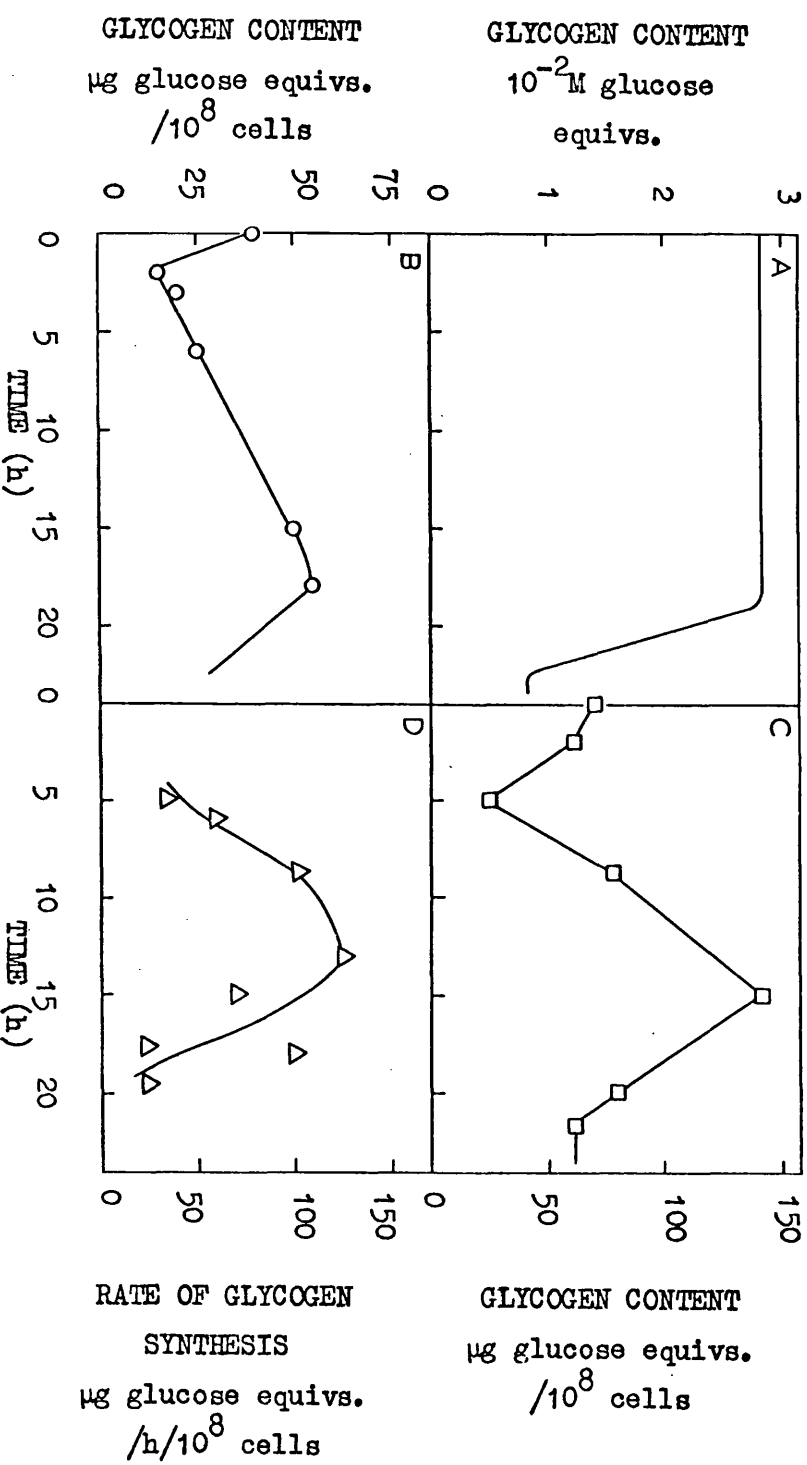 GLYCOGEN CONTENT
µg glucose equivs.
/10⁸ cells
GLYCOGEN CONTENT
10⁻²M glucose
equivs.
0 25 50 75
0 1 2 3
A
B
0 5 10 15 20
TIME (h)
C
D
0 5 10 15 20
TIME (h)
0 50 100 150
0 50 100 150
RATE OF GLYCOGEN
SYNTHESIS
µg glucose equivs.
/h/10⁸ cells
GLYCOGEN CONTENT
µg glucose equivs.
/10⁸ cells